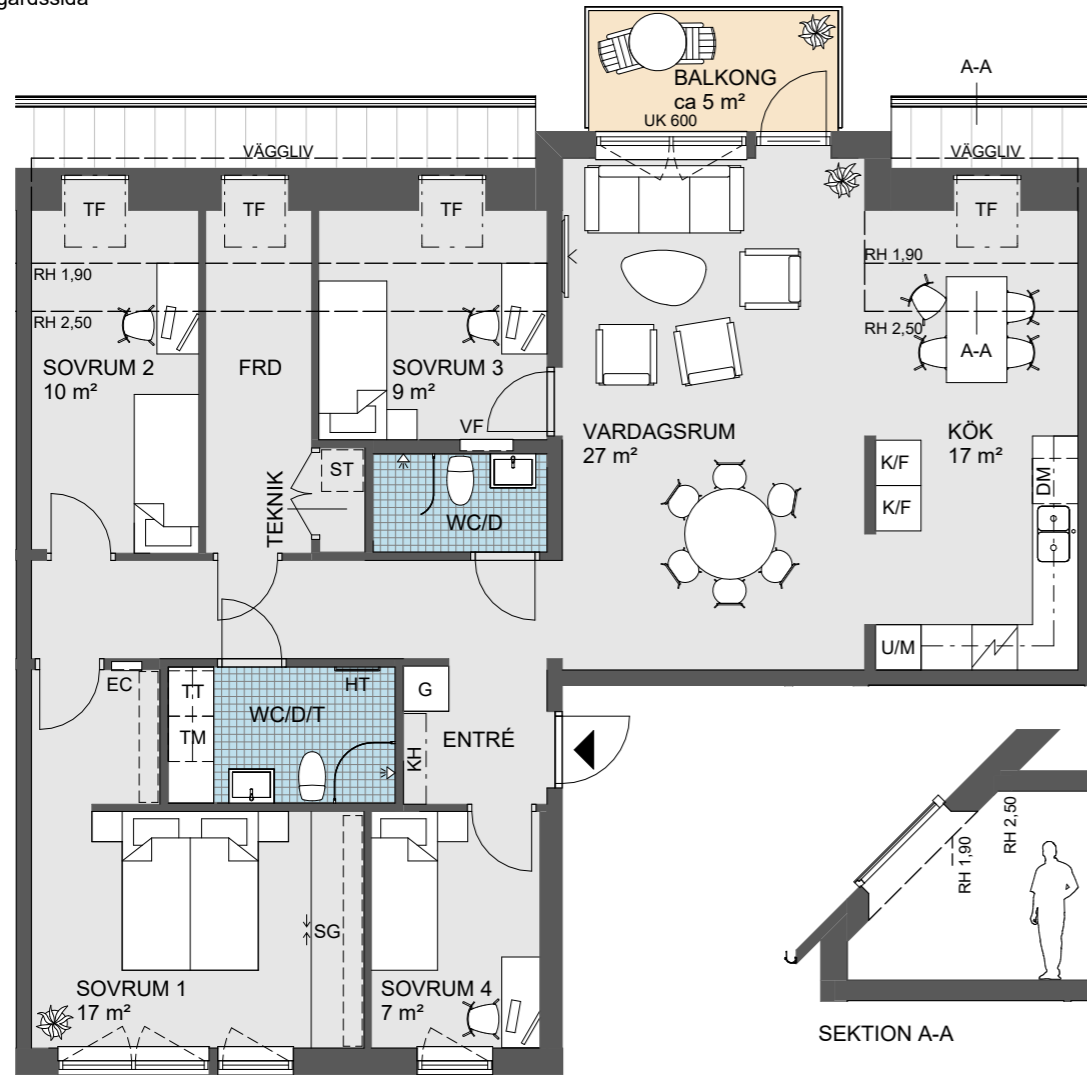 gårdssida
BALKONG
ca 5 m²
UK 600
A-A
VÄGGLIV
VÄGGLIV
TF
TF
TF
TF
RH 1,90
RH 2,50
RH 1,90
RH 2,50
A-A
SOVRUM 2
10 m²
FRD
SOVRUM 3
9 m²
VF
VARDAGSRUM
27 m²
KÖK
17 m²
K/F
K/F
DM
TEKNIK
ST
WC/D
U/M
EC
TT
TM
WC/D/T
HT
G
KH
ENTRÉ
SG
SOVRUM 1
17 m²
SOVRUM 4
7 m²
RH 1,90
RH 2,50
SEKTION A-A